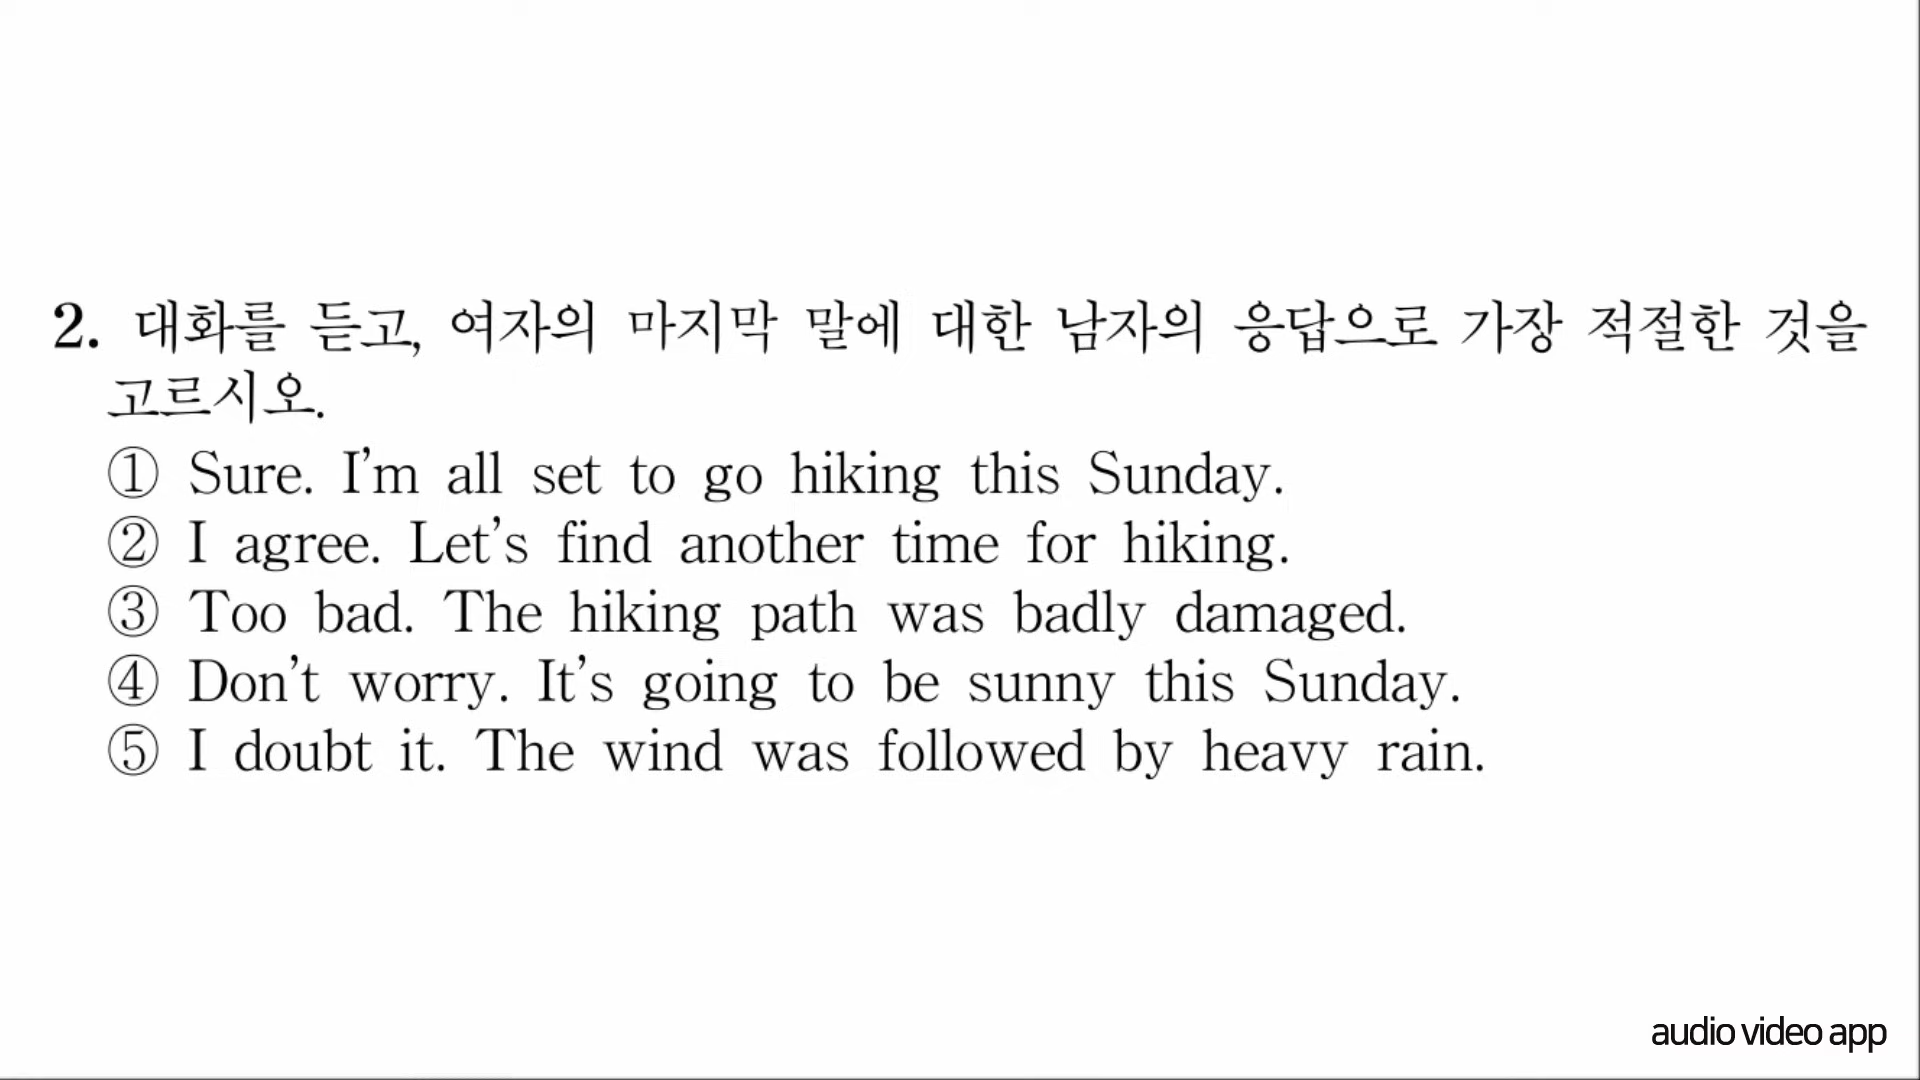 2. 대화를 듣고, 여자의 마지막 말에 대한 남자의 응답으로 가장 적절한 것을
고르시오.
① Sure. I’m all set to go hiking this Sunday.
② I agree. Let’s find another time for hiking.
③ Too bad. The hiking path was badly damaged.
④ Don’t worry. It’s going to be sunny this Sunday.
⑤ I doubt it. The wind was followed by heavy rain.
audio video app